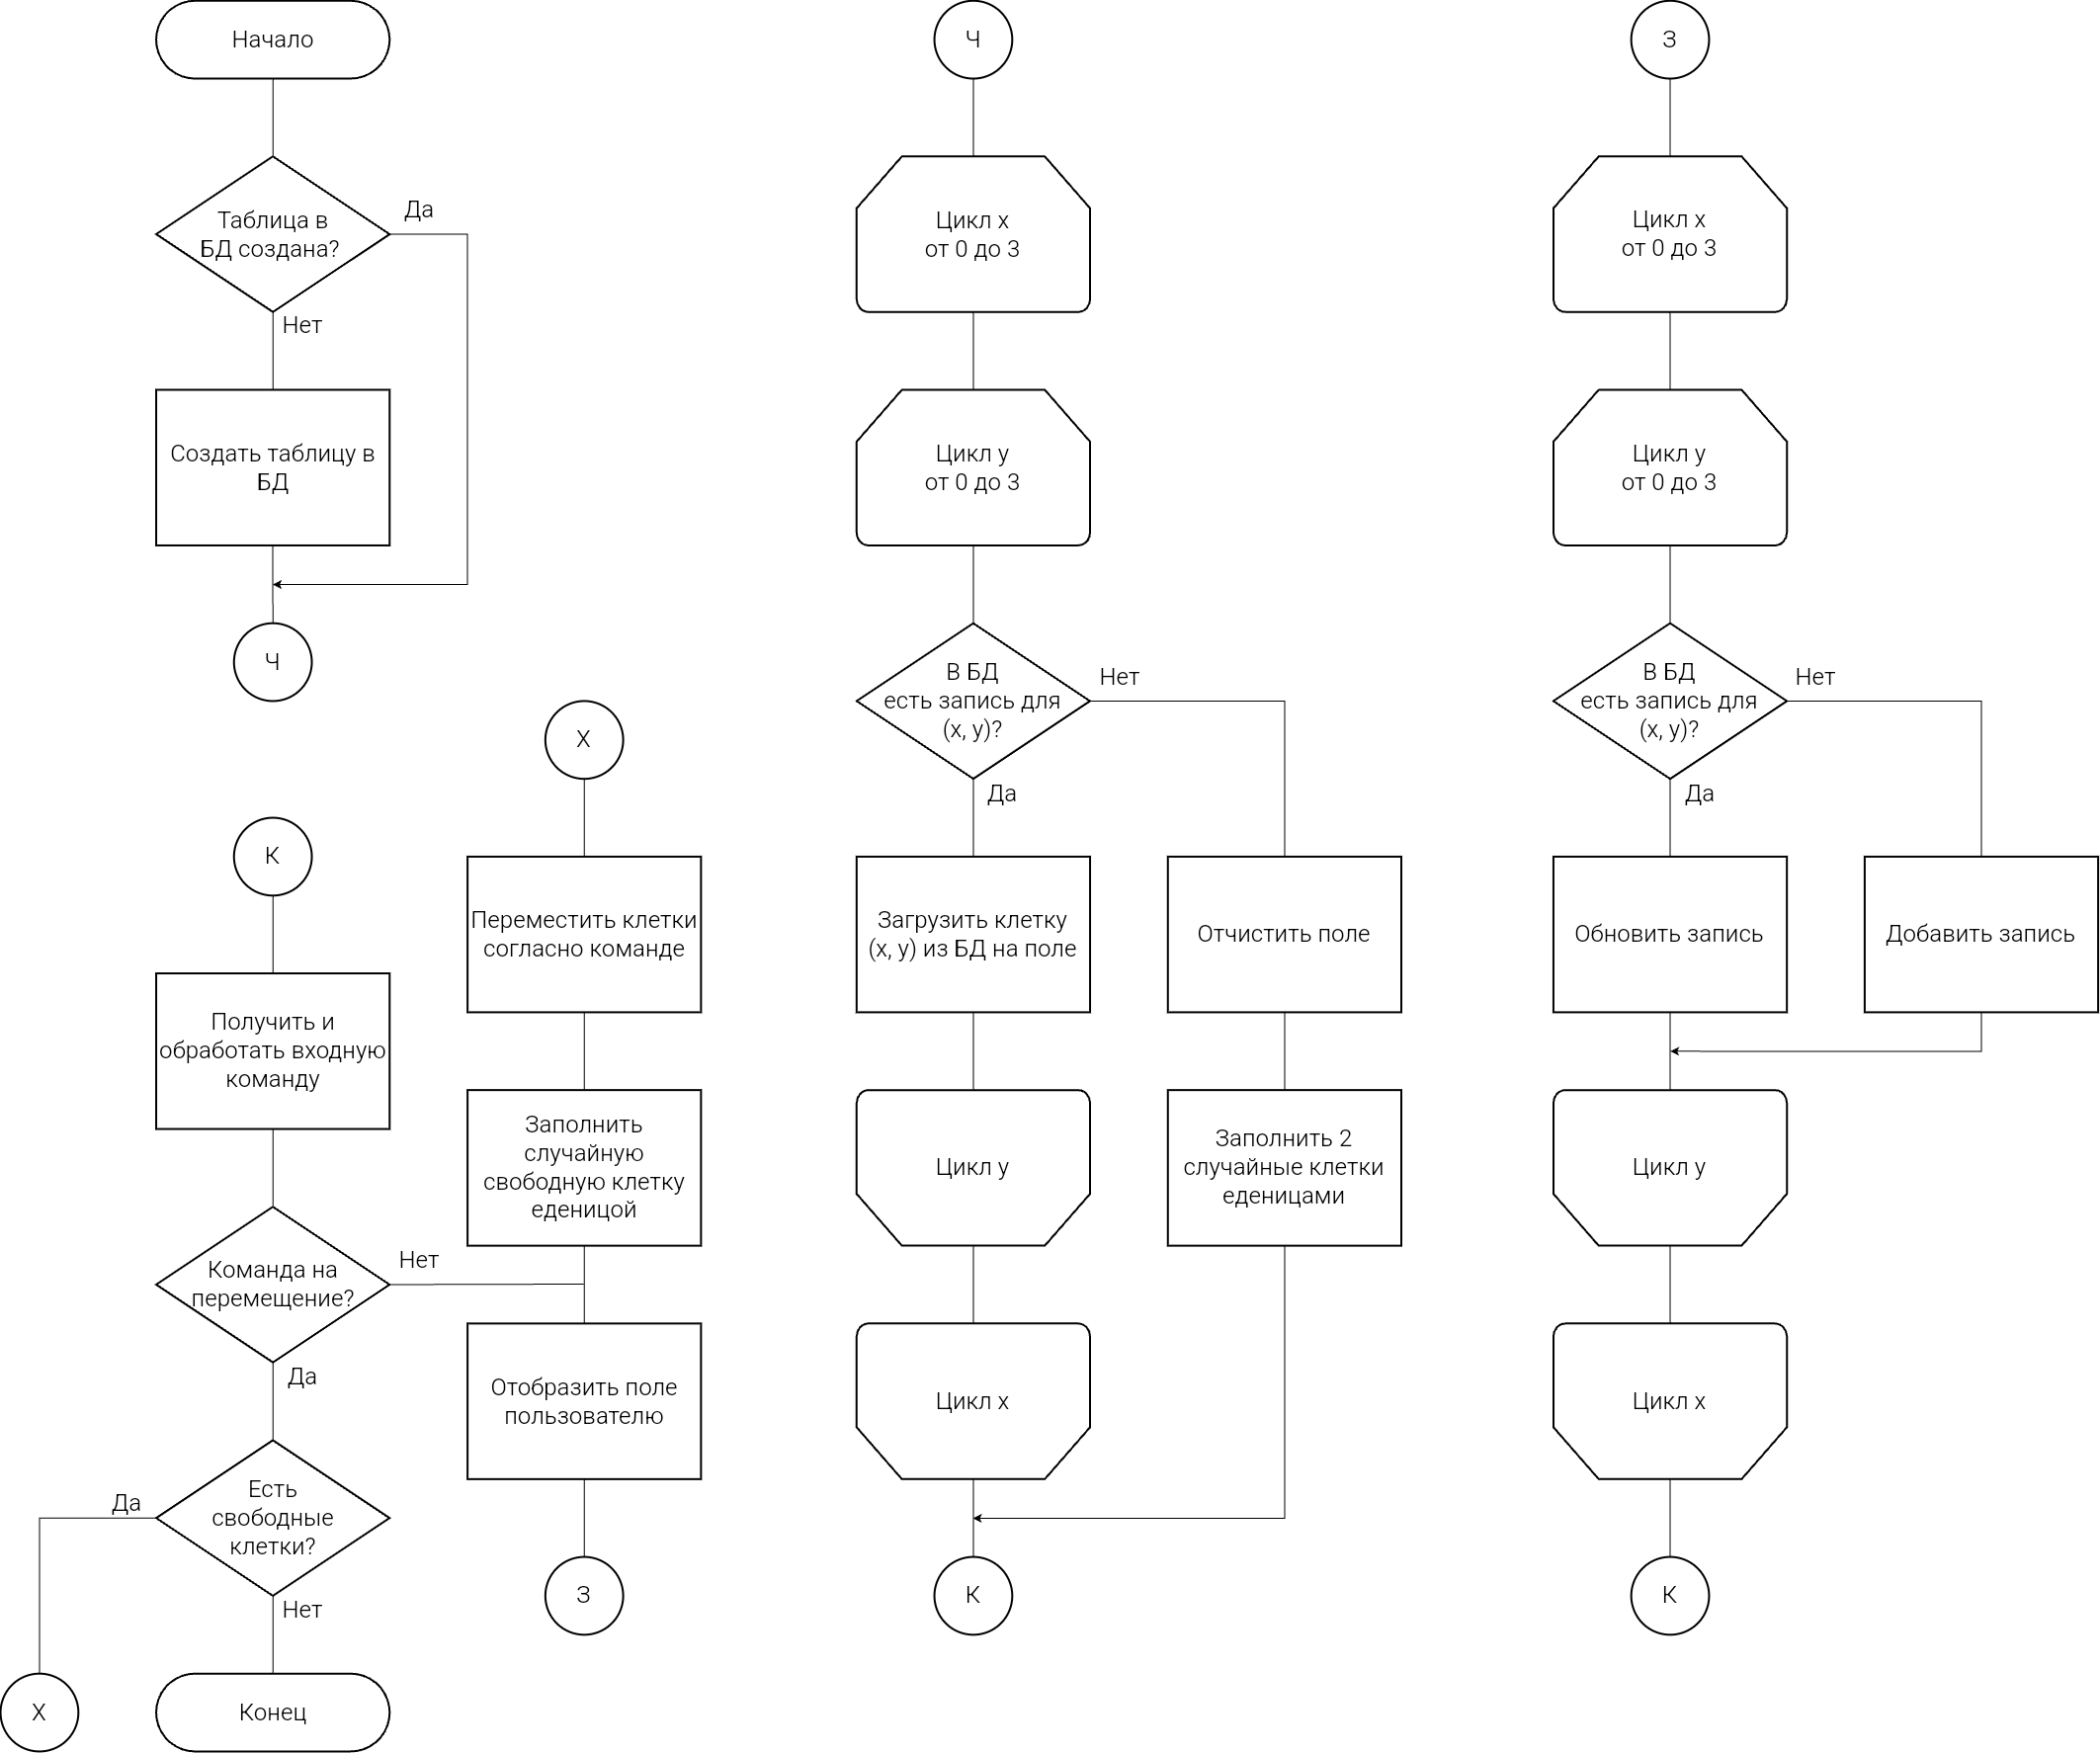 Начало
Таблица в
БД создана?
Да
Нет
Создать таблицу в
БД
Ч
К
Получить и
обработать входную
команду
Команда на
перемещение?
Нет
Да
Есть
свободные
клетки?
Да
Нет
Х
Конец
Х
Переместить клетки
согласно команде
Заполнить
случайную
свободную клетку
еденицой
Отобразить поле
пользователю
З
Ч
Цикл x
от 0 до 3
Цикл y
от 0 до 3
В БД
есть запись для
(x, y)?
Нет
Да
Загрузить клетку
(x, y) из БД на поле
Отчистить поле
Цикл y
Заполнить 2
случайные клетки
еденицами
Цикл x
К
З
Цикл x
от 0 до 3
Цикл y
от 0 до 3
В БД
есть запись для
(x, y)?
Нет
Да
Обновить запись
Добавить запись
Цикл y
Цикл x
К